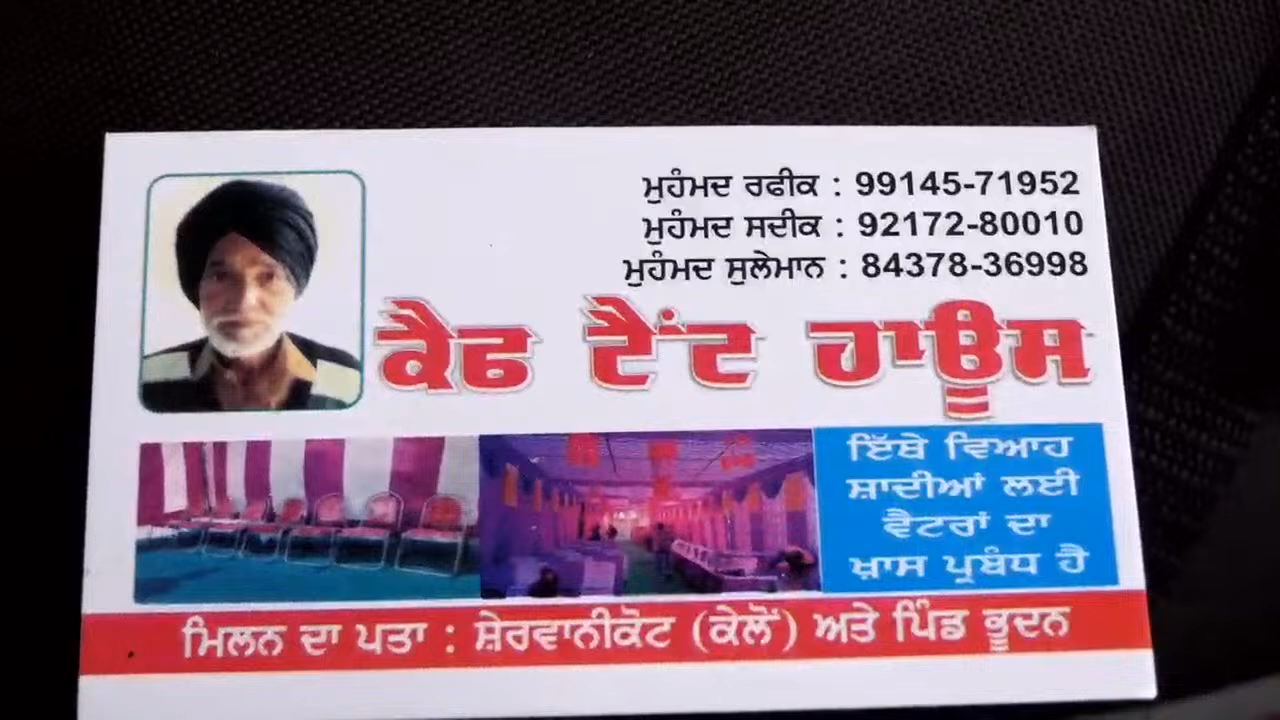 ਮੁਹੰਮਦ ਰਫੀਕ : 99145-71952
ਮੁਹੰਮਦ ਸਦੀਕ : 92172-80010
ਮੁਹੰਮਦ ਸੁਲੇਮਾਨ : 84378-36998
ਕੈਫ ਟੈਂਟ ਹਾਊਸ
ਇੱਥੇ ਵਿਆਹ
ਸ਼ਾਦੀਆਂ ਲਈ
ਵੈਟਰਾਂ ਦਾ
ਖ਼ਾਸ ਪ੍ਰਬੰਧ ਹੈ
ਮਿਲਨ ਦਾ ਪਤਾ : ਸ਼ੇਰਵਾਨੀਕੋਟ (ਕੇਲੋਂ) ਅਤੇ ਪਿੰਡ ਭੂਦਨ